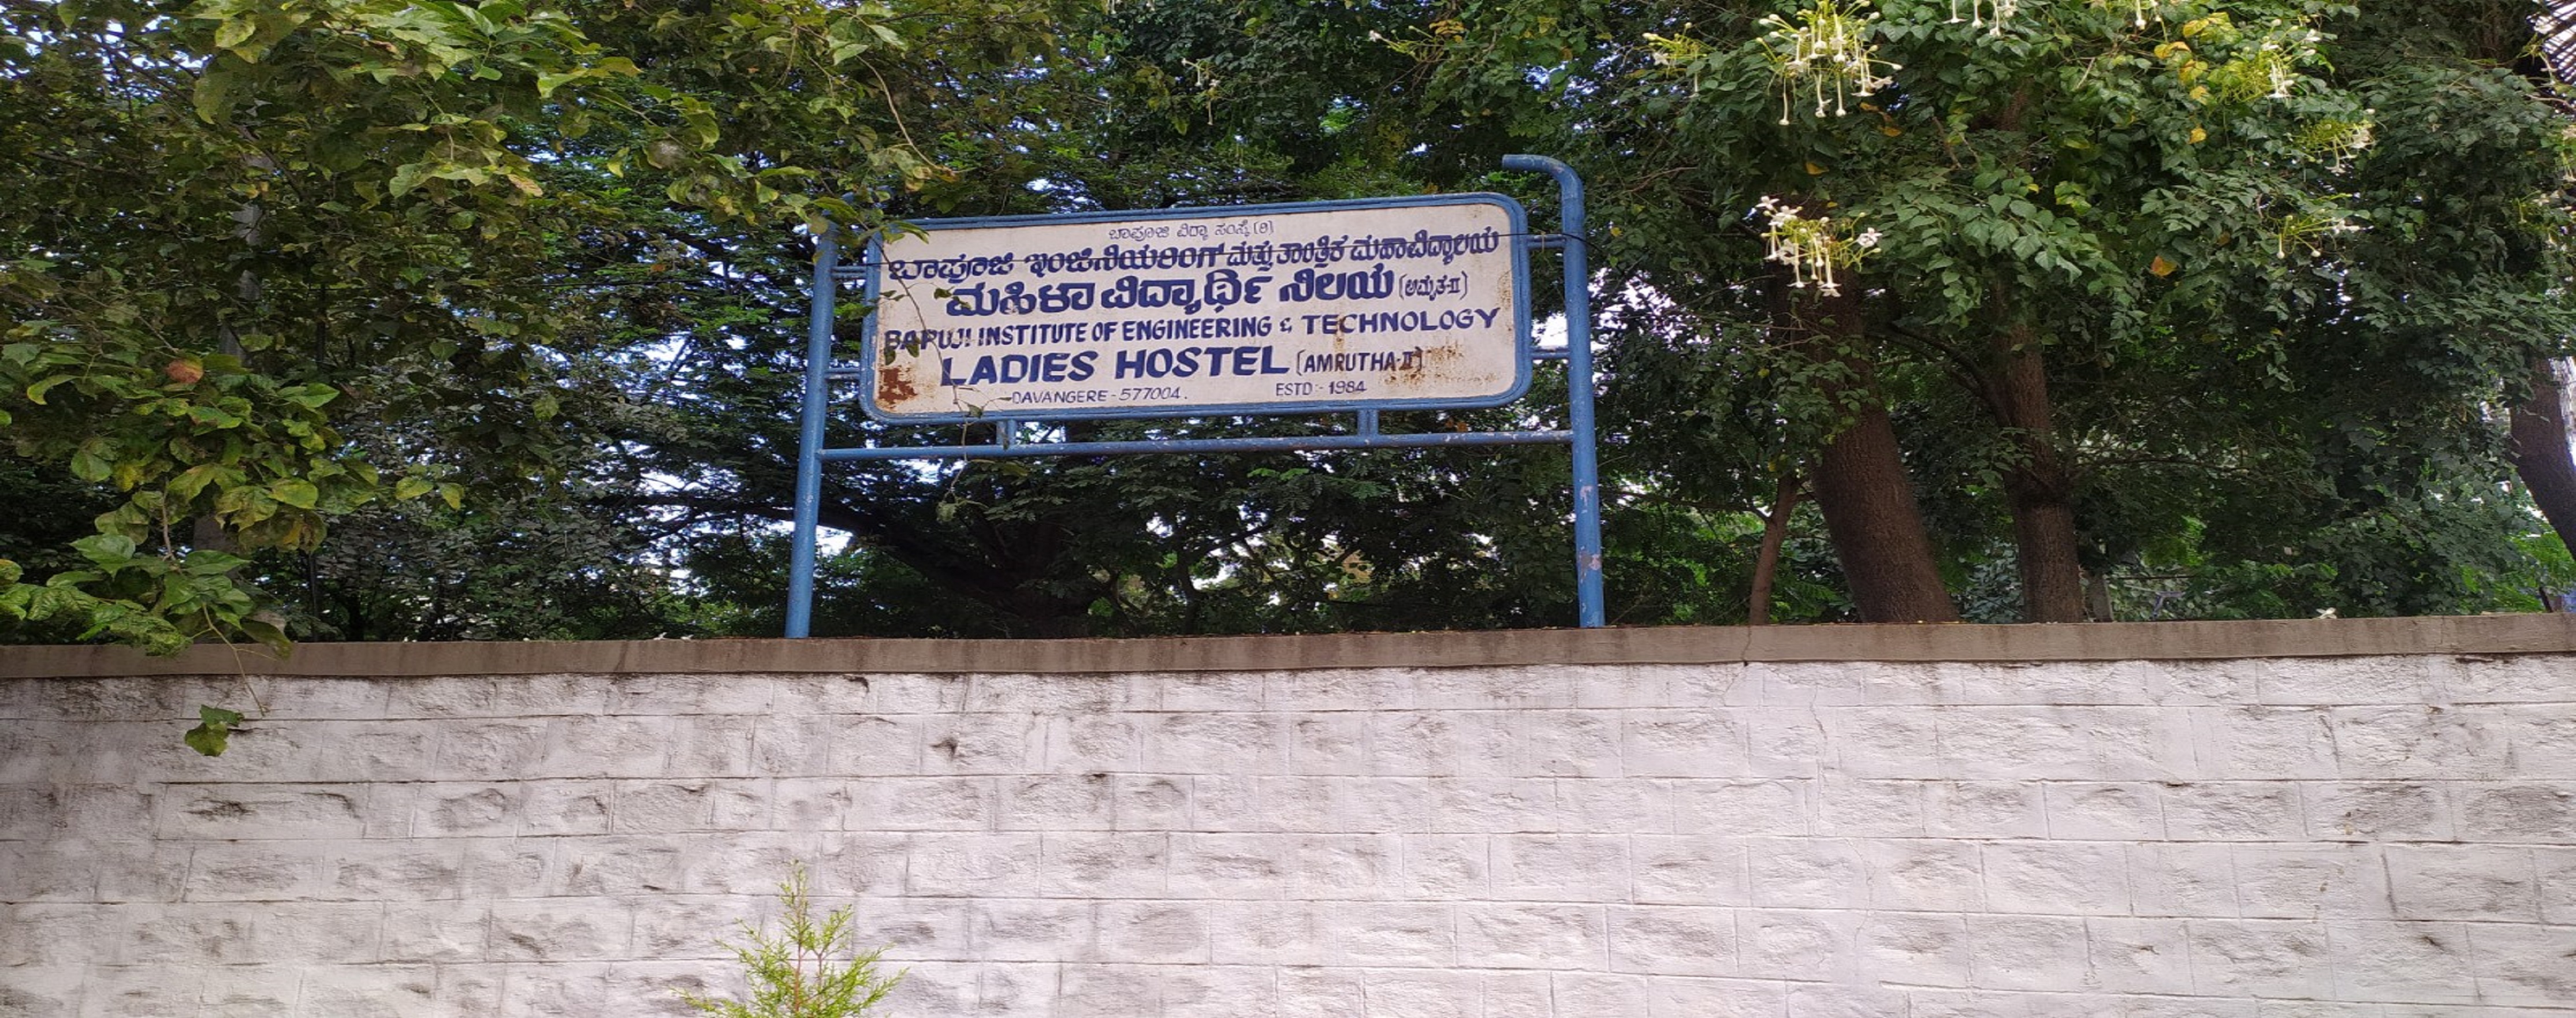 ಬಾಪೂಜಿ ವಿದ್ಯಾ ಸಂಸ್ಥೆ (ರಿ)
ಬಾಪೂಜಿ ಇಂಜಿನಿಯರಿಂಗ್ ಮತ್ತು ತಾಂತ್ರಿಕ ಮಹಾವಿದ್ಯಾಲಯ
ಮಹಿಳಾ ವಿದ್ಯಾರ್ಥಿ ನಿಲಯ (ಅಮೃತ-II)
BAPUJI INSTITUTE OF ENGINEERING & TECHNOLOGY
LADIES HOSTEL (AMRUTHA-II)
DAVANGERE - 577004. ESTD:- 1984